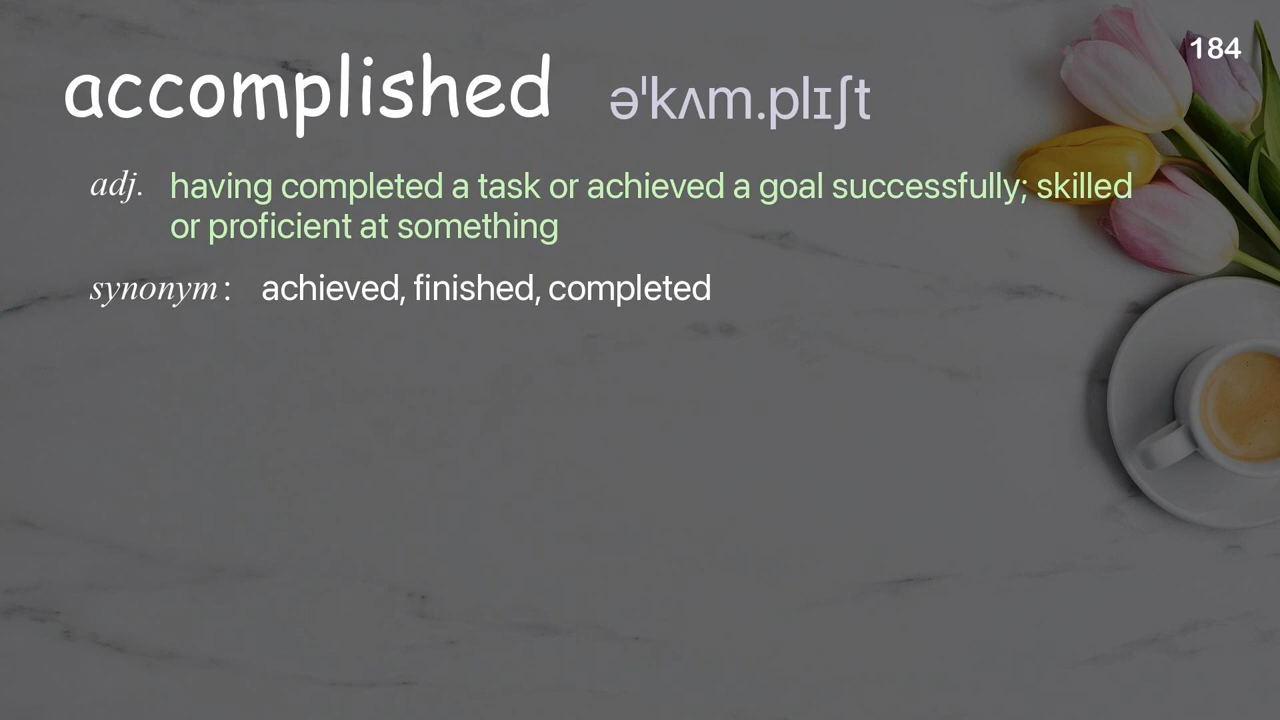 184
accomplished əˈkʌm.plɪʃt
adj. having completed a task or achieved a goal successfully; skilled
or proficient at something
synonym : achieved, finished, completed